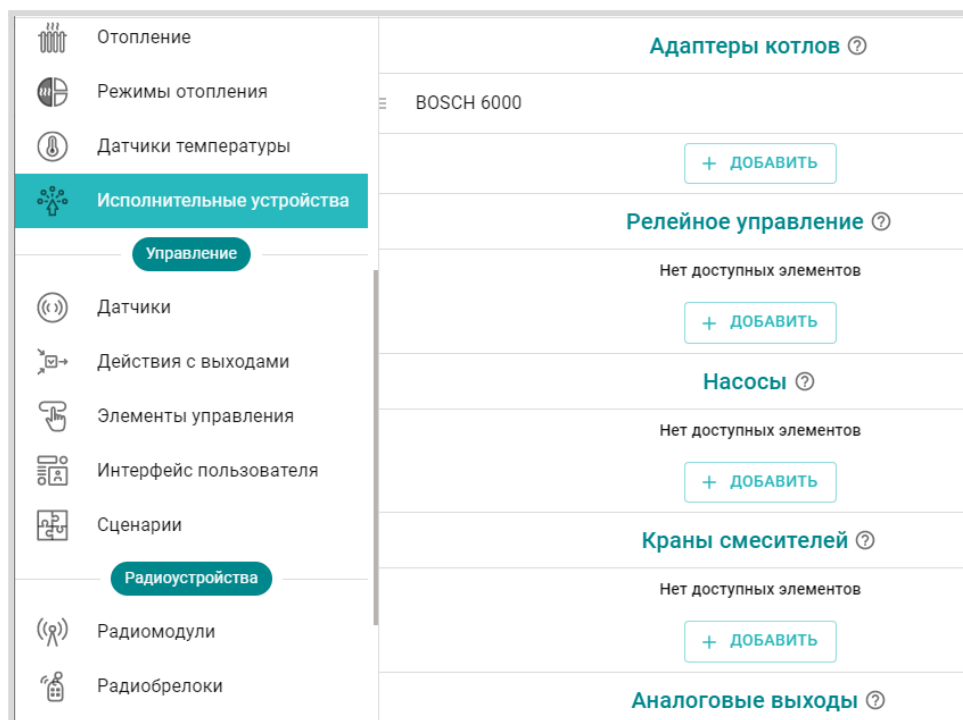 Отопление
Режимы отопления
Датчики температуры
Исполнительные устройства
Управление
Датчики
Действия с выходами
Элементы управления
Интерфейс пользователя
Сценарии
Радиоустройства
Радиомодули
Радиобрелоки
Адаптеры котлов ?
BOSCH 6000
+ ДОБАВИТЬ
Релейное управление ?
Нет доступных элементов
+ ДОБАВИТЬ
Насосы ?
Нет доступных элементов
+ ДОБАВИТЬ
Краны смесителей ?
Нет доступных элементов
+ ДОБАВИТЬ
Аналоговые выходы ?